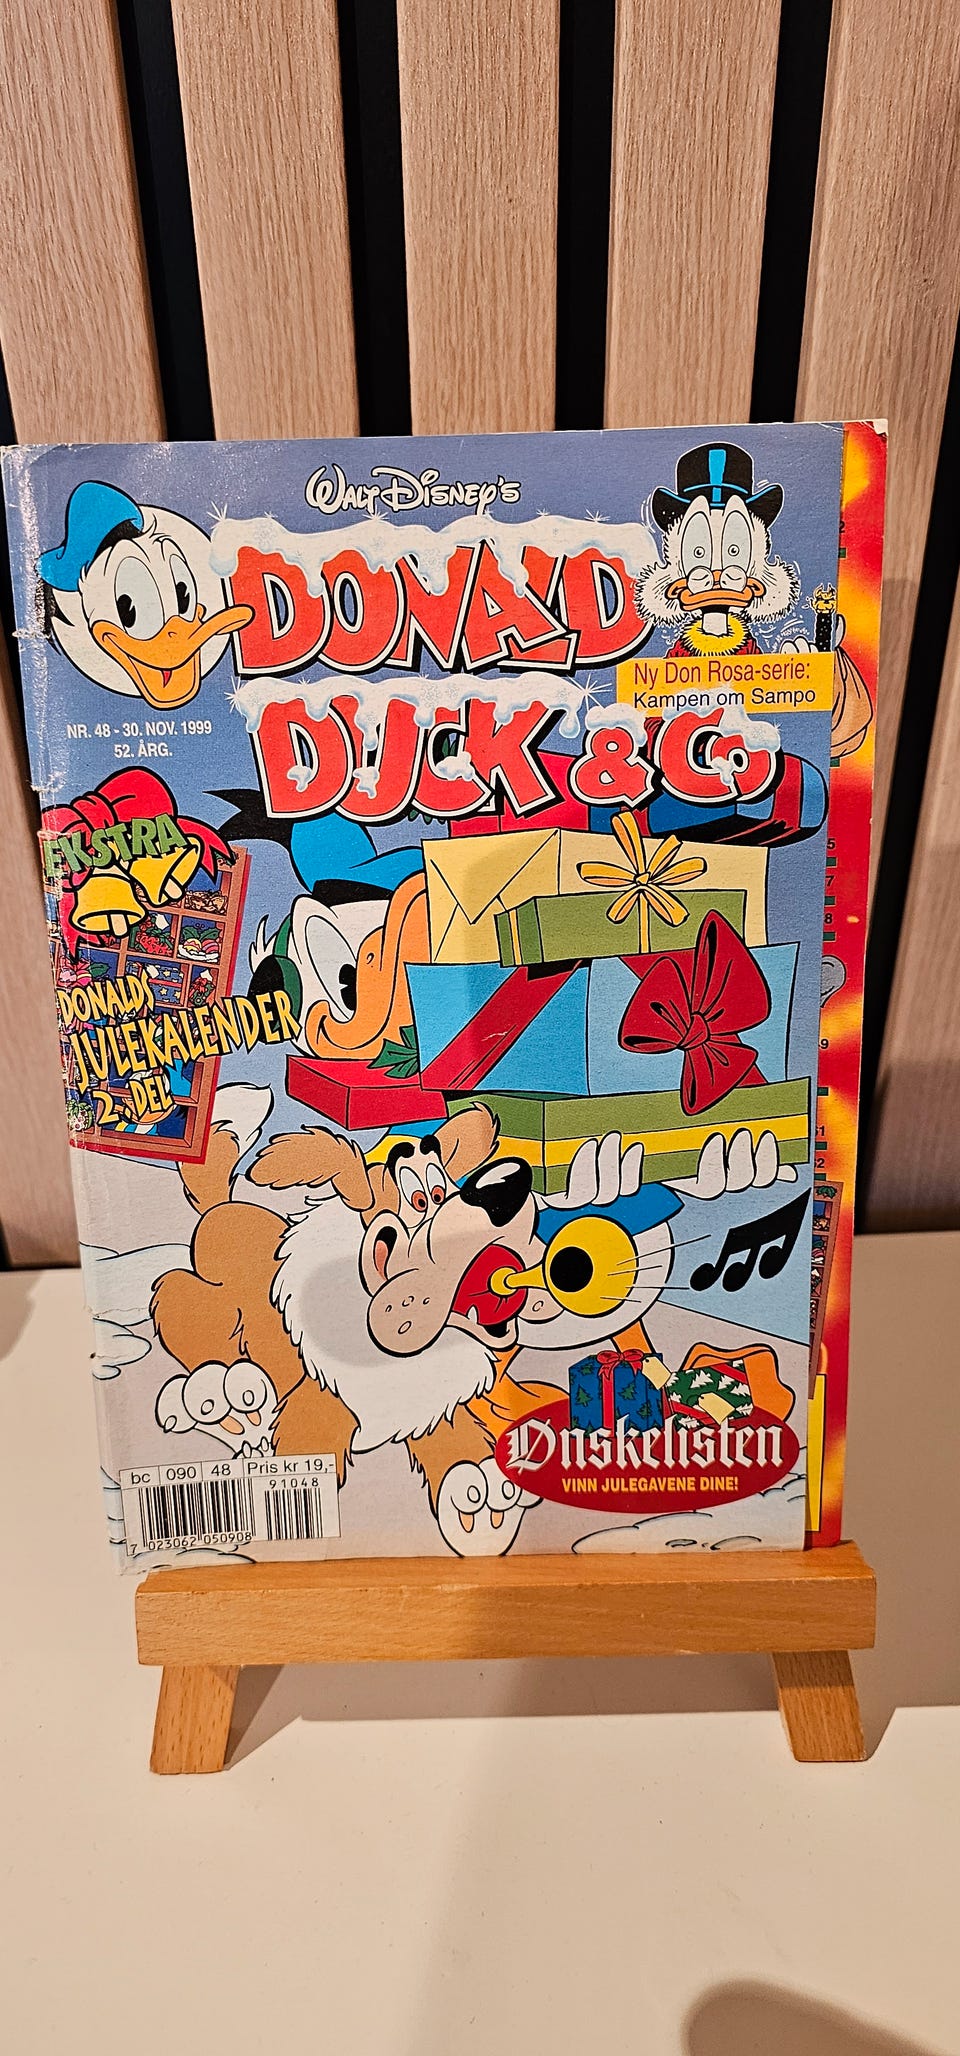 Walt Disney's
DONALD
DUCK & Co
Ny Don Rosa-serie:
Kampen om Sampo
NR. 48 - 30. NOV. 1999
52. ÅRG.
EKSTRA
DONALDS
JULEKALENDER
2. DEL
Ønskelisten
VINN JULEGAVENE DINE!
bc 090 48 Pris kr 19,-
91048
7 023062 050908